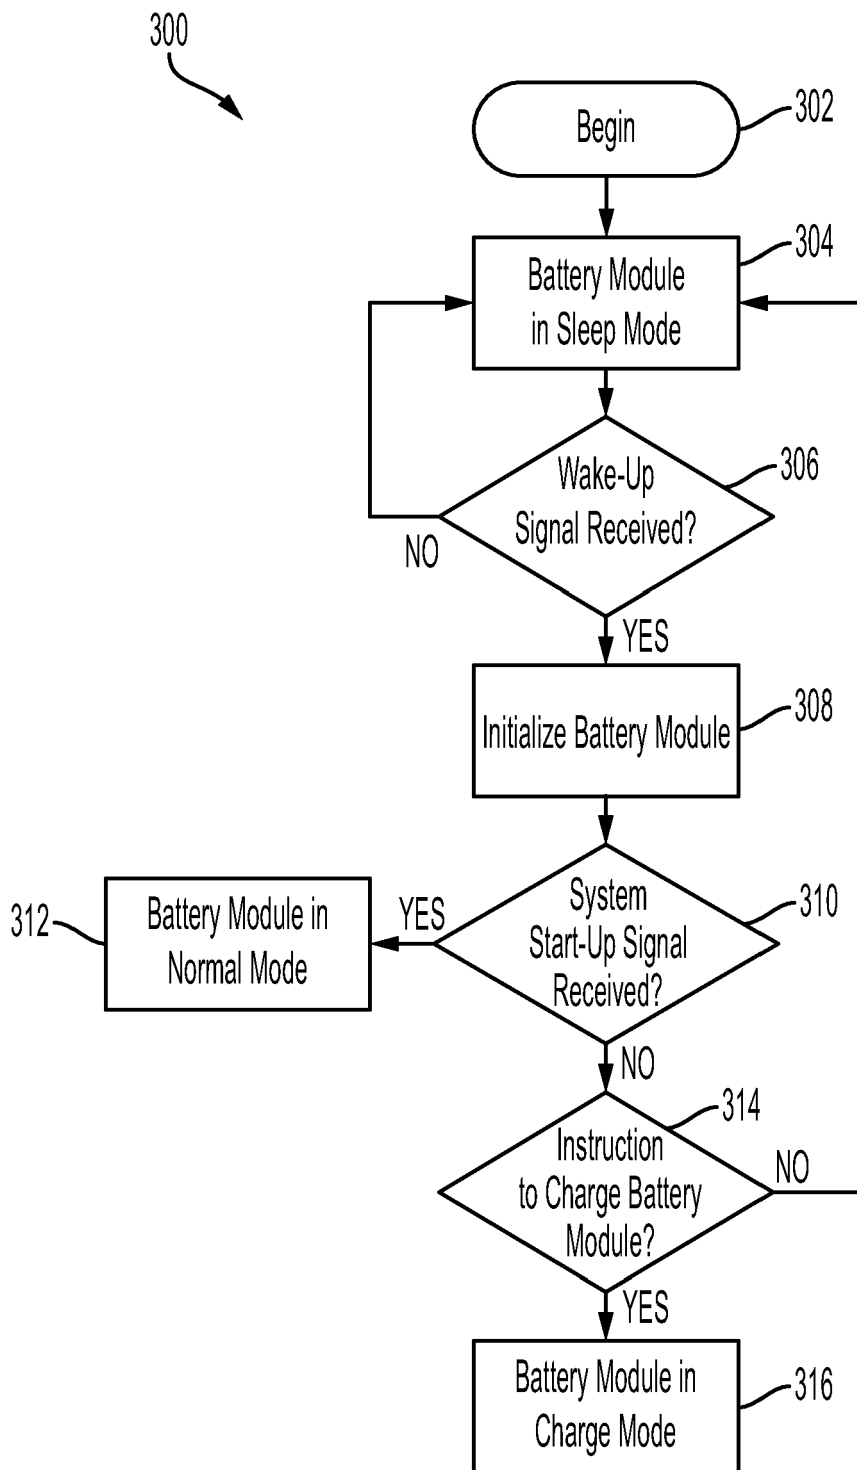 300
Begin
302
Battery Module
in Sleep Mode
304
Wake-Up
Signal Received?
306
NO
YES
Initialize Battery Module
308
System
Start-Up Signal
Received?
310
YES
Battery Module in
Normal Mode
312
NO
Instruction
to Charge Battery
Module?
314
NO
YES
Battery Module in
Charge Mode
316